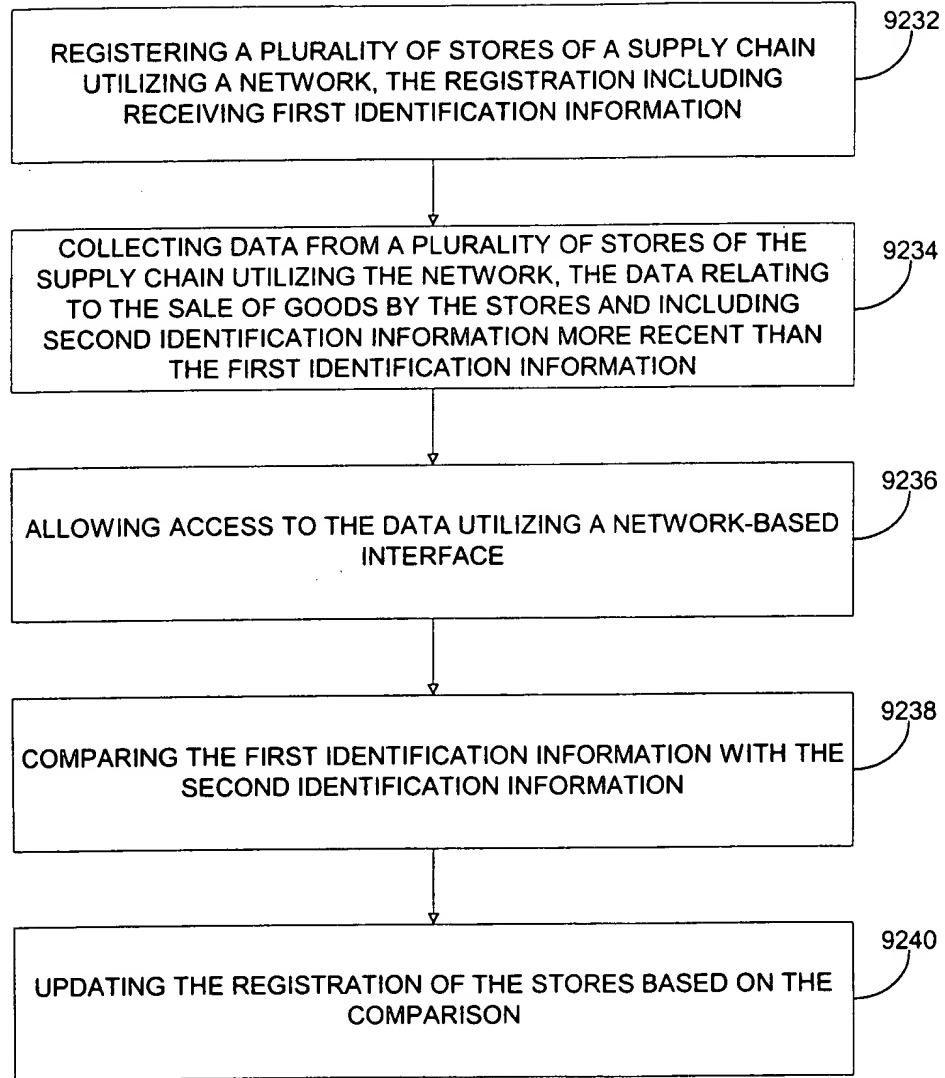 9232
REGISTERING A PLURALITY OF STORES OF A SUPPLY CHAIN
UTILIZING A NETWORK, THE REGISTRATION INCLUDING
RECEIVING FIRST IDENTIFICATION INFORMATION
9234
COLLECTING DATA FROM A PLURALITY OF STORES OF THE
SUPPLY CHAIN UTILIZING THE NETWORK, THE DATA RELATING
TO THE SALE OF GOODS BY THE STORES AND INCLUDING
SECOND IDENTIFICATION INFORMATION MORE RECENT THAN
THE FIRST IDENTIFICATION INFORMATION
9236
ALLOWING ACCESS TO THE DATA UTILIZING A NETWORK-BASED
INTERFACE
9238
COMPARING THE FIRST IDENTIFICATION INFORMATION WITH THE
SECOND IDENTIFICATION INFORMATION
9240
UPDATING THE REGISTRATION OF THE STORES BASED ON THE
COMPARISON